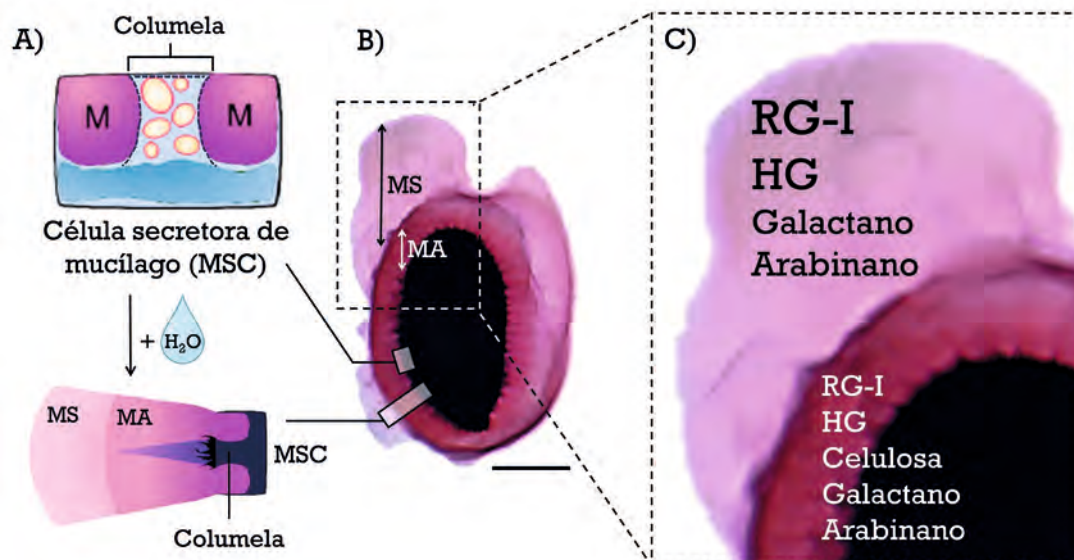 A)
Columela
M
M
Célula secretora de
mucílago (MSC)
+ H₂O
MS
MA
MSC
Columela
B)
MS
MA
C)
RG-I
HG
Galactano
Arabinano
RG-I
HG
Celulosa
Galactano
Arabinano